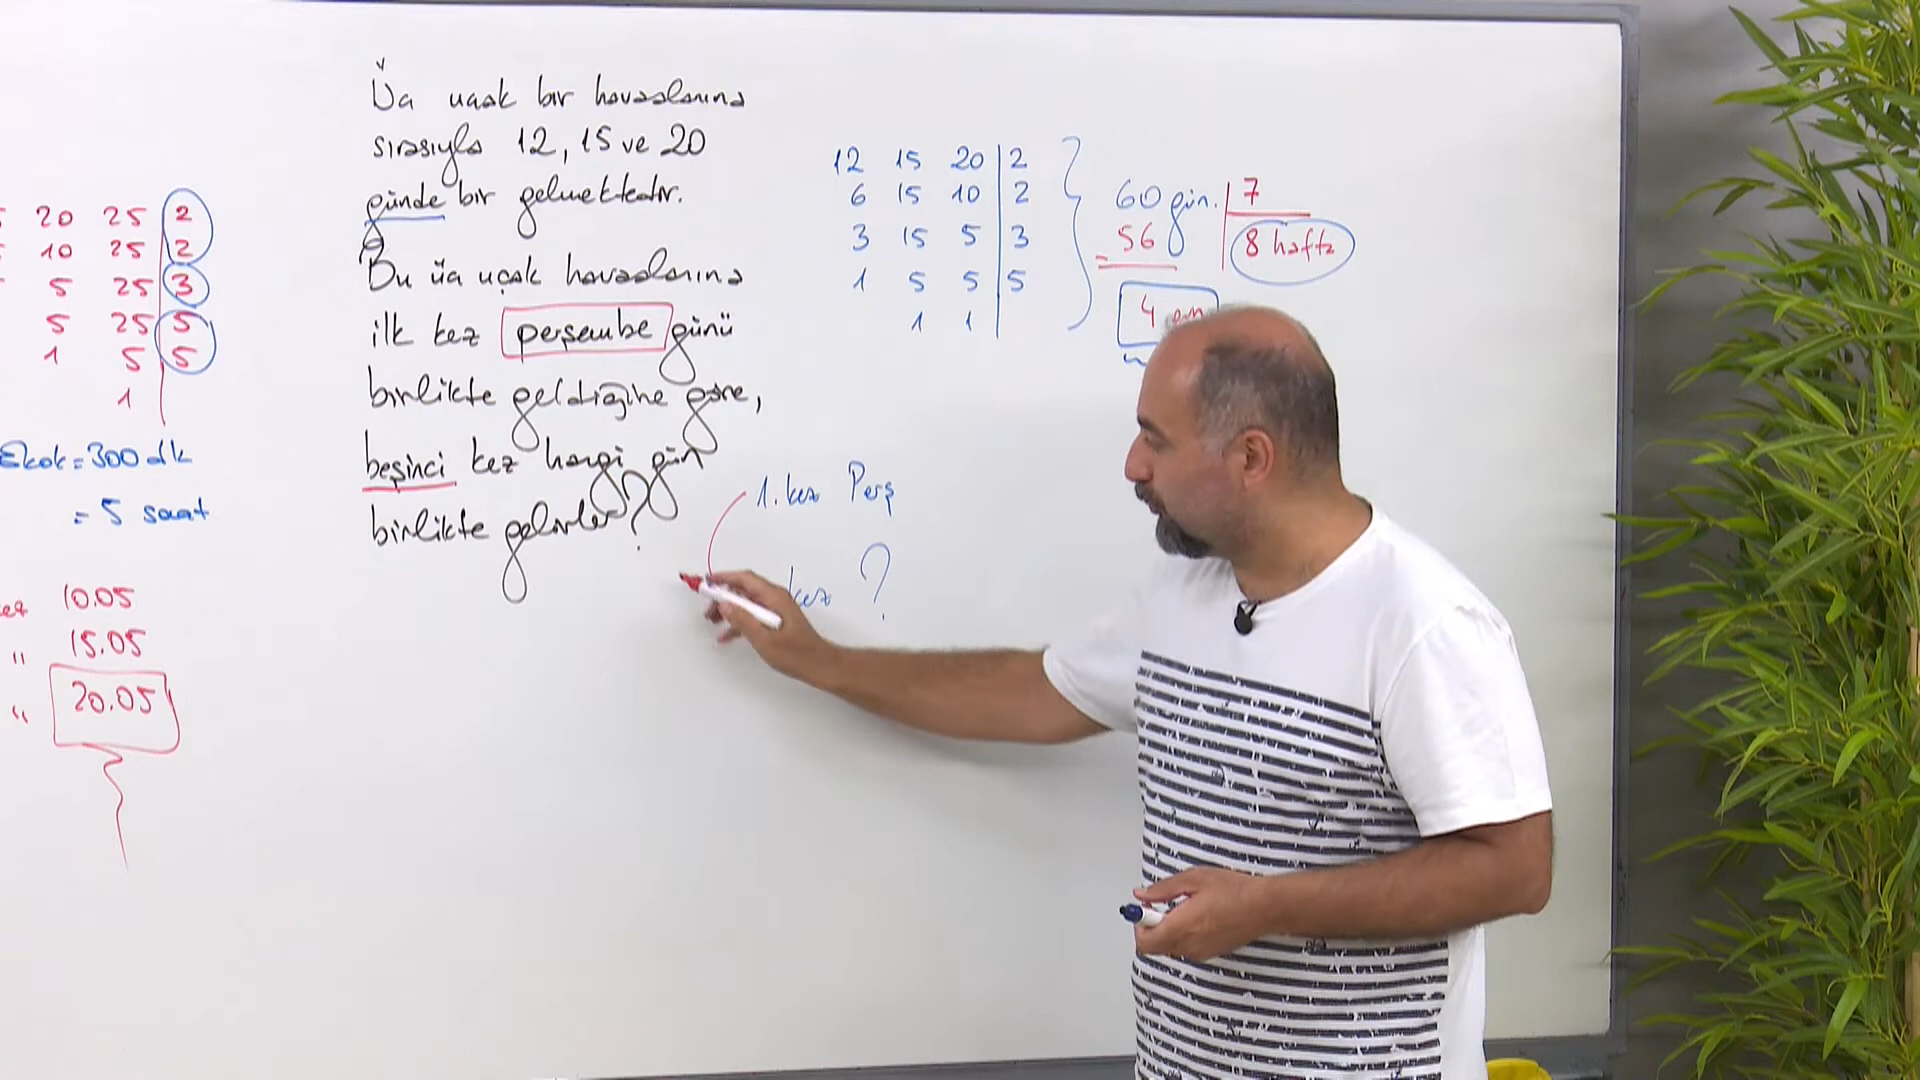 20 25 2
10 25 2
5 25 3
5 25 5
1 5 5
1
Ekok = 300 dk
= 5 saat
10.05
" 15.05
" 20.05
Üç uçak bir havaalanına
sırasıyla 12, 15 ve 20
günde bir gelmektedir.
Bu üç uçak havaalanına
ilk kez perşembe günü
birlikte geldiğine göre,
beşinci kez hangi gün
birlikte gelirler?
12 15 20 2
6 15 10 2
3 15 5 3
1 5 5 5
1 1
60 gün. 7
- 56 8 hafta
4
1. kez Perş
kez ?